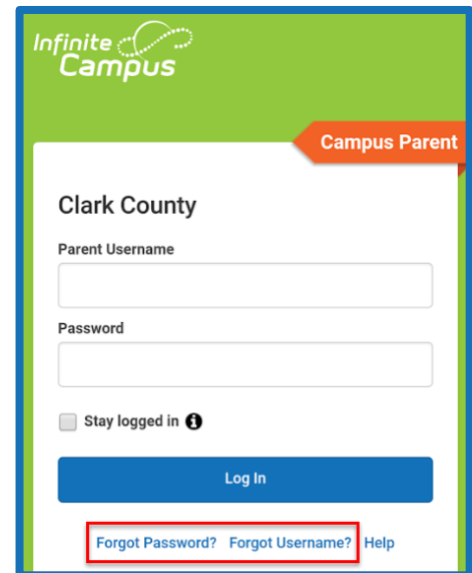 Infinite
Campus
Campus Parent
Clark County
Parent Username
Password
Stay logged in
Log In
Forgot Password? Forgot Username? Help